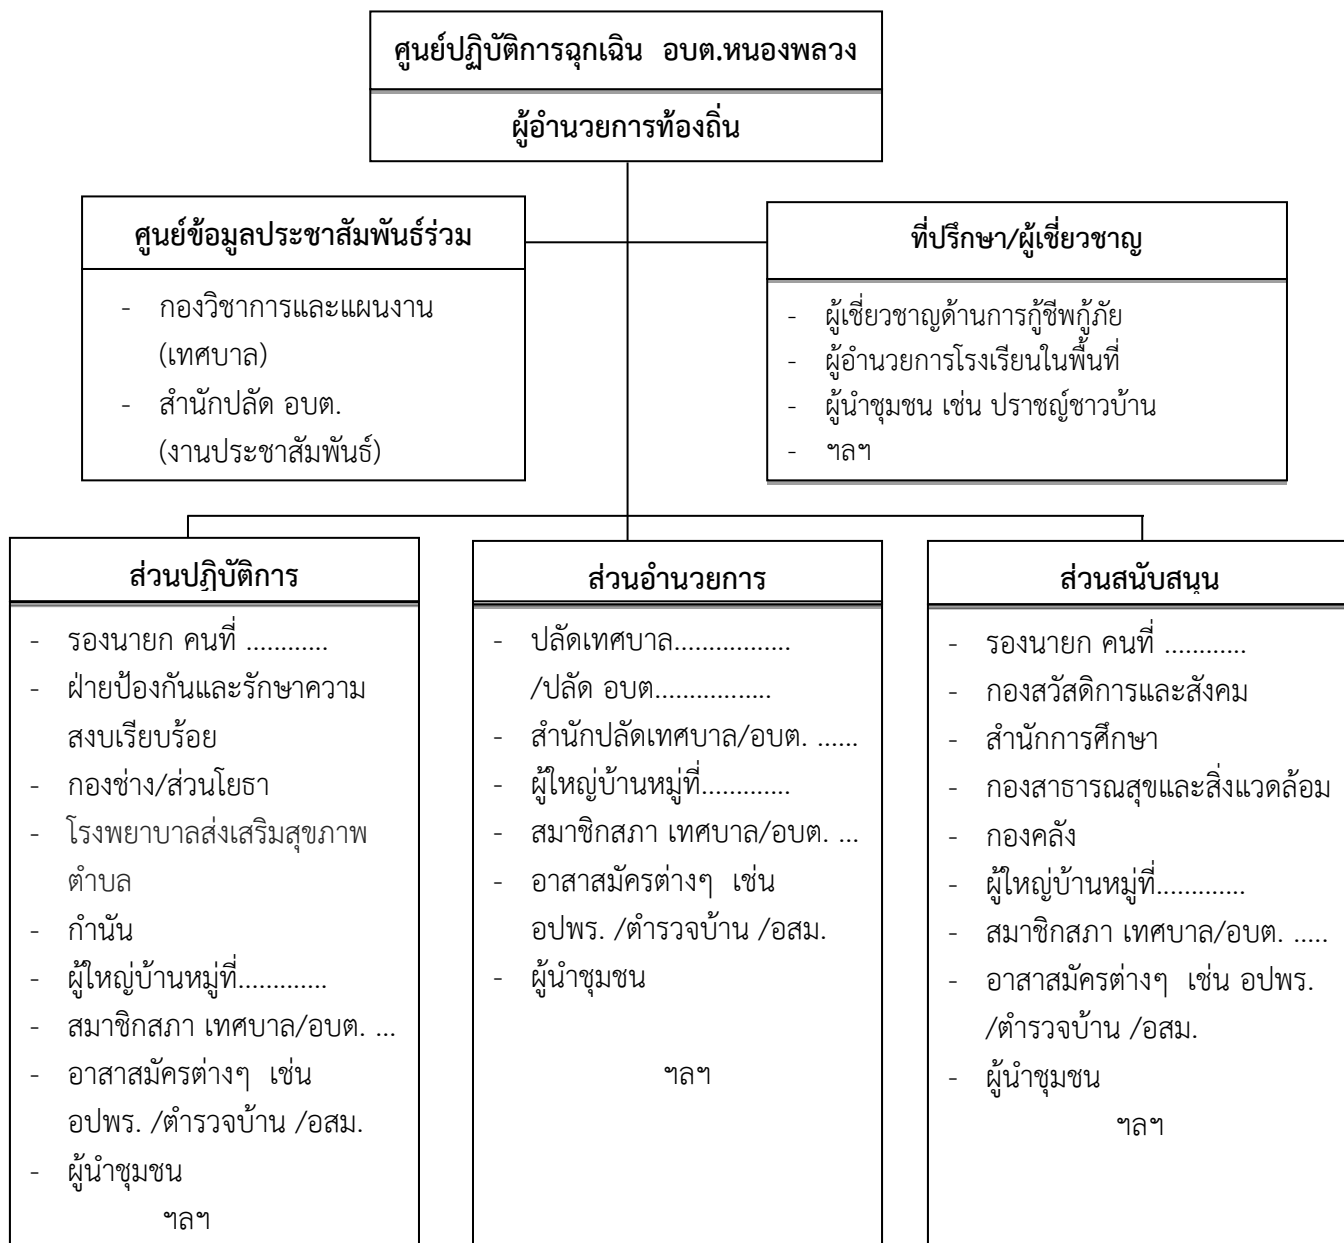 ศูนย์ปฏิบัติการฉุกเฉิน อบต.หนองพลวง
ผู้อำนวยการท้องถิ่น
ศูนย์ข้อมูลประชาสัมพันธ์ร่วม
- กองวิชาการและแผนงาน
(เทศบาล)
- สำนักปลัด อบต.
(งานประชาสัมพันธ์)
ที่ปรึกษา/ผู้เชี่ยวชาญ
- ผู้เชี่ยวชาญด้านการกู้ชีพกู้ภัย
- ผู้อำนวยการโรงเรียนในพื้นที่
- ผู้นำชุมชน เช่น ปราชญ์ชาวบ้าน
- ฯลฯ
ส่วนปฏิบัติการ
- รองนายก คนที่ ............
- ฝ่ายป้องกันและรักษาความ
สงบเรียบร้อย
- กองช่าง/ส่วนโยธา
- โรงพยาบาลส่งเสริมสุขภาพ
ตำบล
- กำนัน
- ผู้ใหญ่บ้านหมู่ที่.............
- สมาชิกสภา เทศบาล/อบต. ...
- อาสาสมัครต่างๆ เช่น
อปพร. /ตำรวจบ้าน /อสม.
- ผู้นำชุมชน
ฯลฯ
ส่วนอำนวยการ
- ปลัดเทศบาล.................
/ปลัด อบต.................
- สำนักปลัดเทศบาล/อบต. ......
- ผู้ใหญ่บ้านหมู่ที่.............
- สมาชิกสภา เทศบาล/อบต. ...
- อาสาสมัครต่างๆ เช่น
อปพร. /ตำรวจบ้าน /อสม.
- ผู้นำชุมชน
ฯลฯ
ส่วนสนับสนุน
- รองนายก คนที่ ............
- กองสวัสดิการและสังคม
- สำนักการศึกษา
- กองสาธารณสุขและสิ่งแวดล้อม
- กองคลัง
- ผู้ใหญ่บ้านหมู่ที่.............
- สมาชิกสภา เทศบาล/อบต. .....
- อาสาสมัครต่างๆ เช่น อปพร.
/ตำรวจบ้าน /อสม.
- ผู้นำชุมชน
ฯลฯ